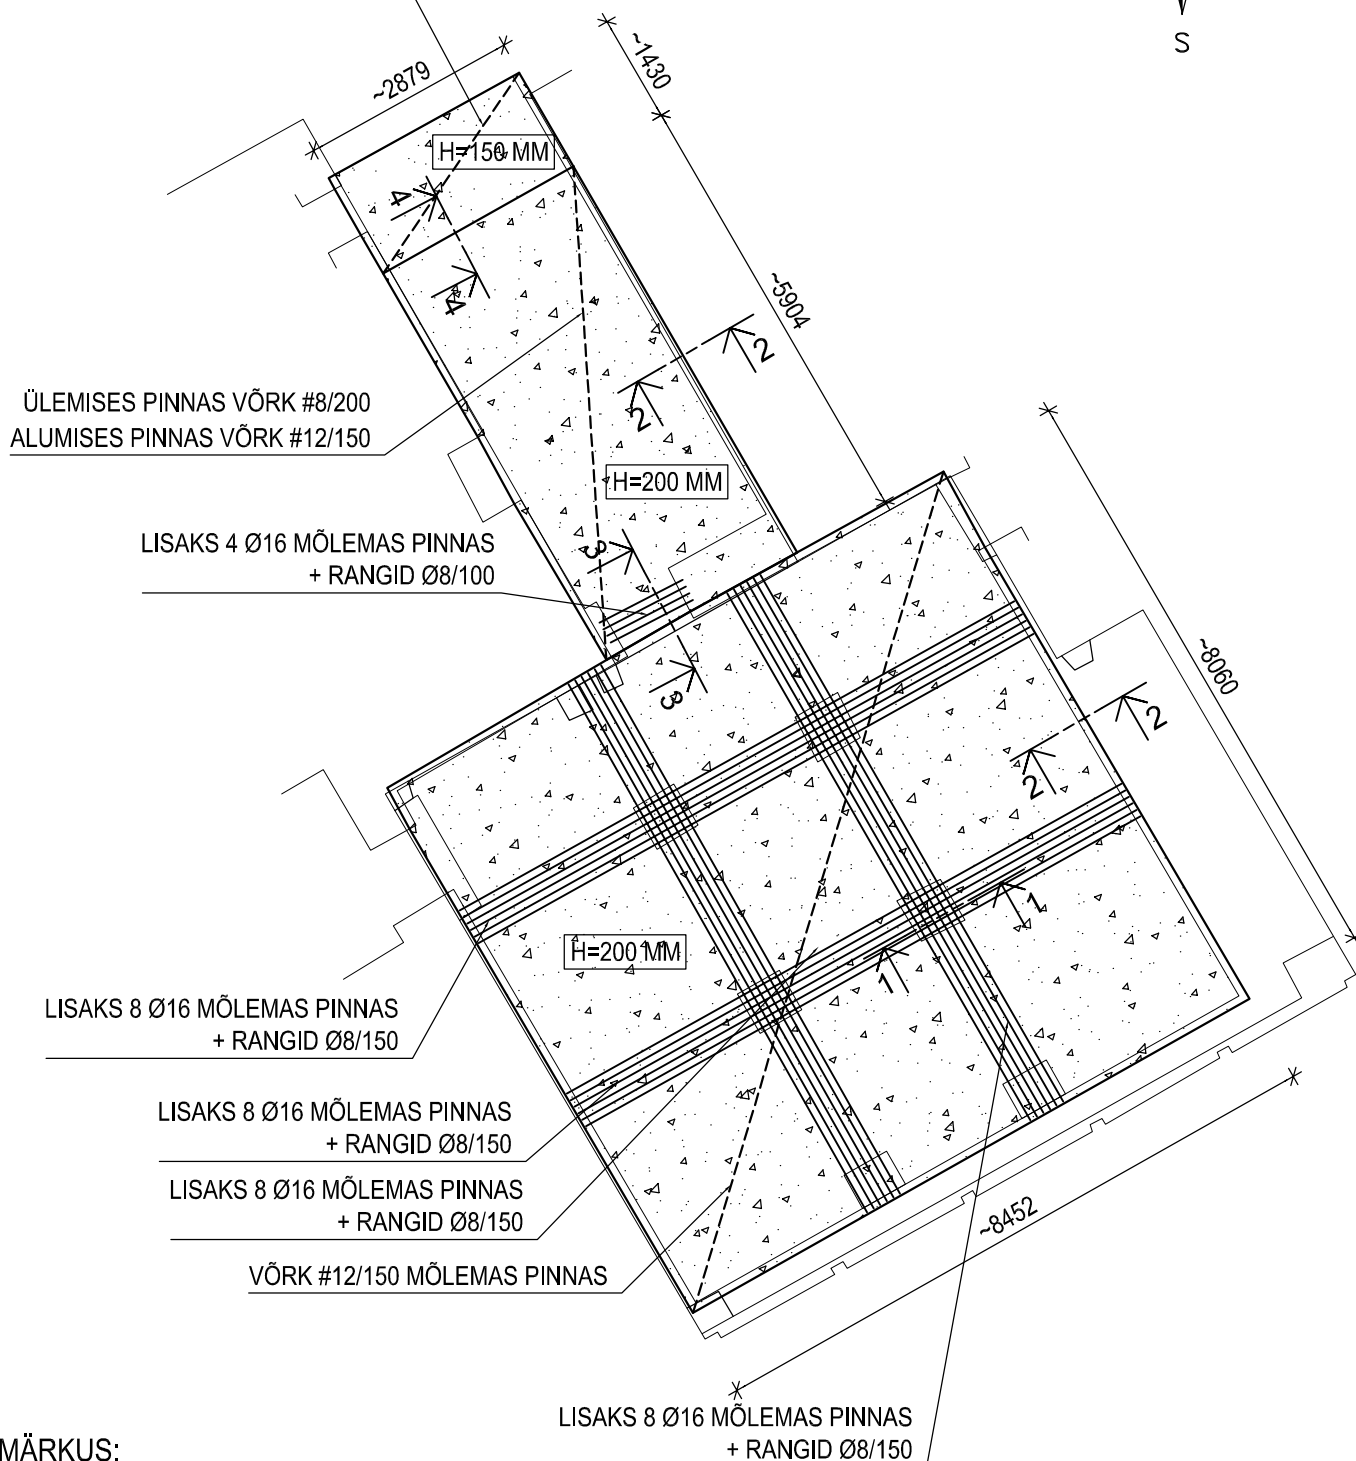 S
~2879
~1430
H=150 MM
4
4
~5904
2
2
ÜLEMISES PINNAS VÕRK #8/200
ALUMISES PINNAS VÕRK #12/150
H=200 MM
LISAKS 4 Ø16 MÕLEMAS PINNAS
+ RANGID Ø8/100
3
3
~8060
2
2
1
1
H=200 MM
LISAKS 8 Ø16 MÕLEMAS PINNAS
+ RANGID Ø8/150
LISAKS 8 Ø16 MÕLEMAS PINNAS
+ RANGID Ø8/150
LISAKS 8 Ø16 MÕLEMAS PINNAS
+ RANGID Ø8/150
~8452
VÕRK #12/150 MÕLEMAS PINNAS
LISAKS 8 Ø16 MÕLEMAS PINNAS
+ RANGID Ø8/150
MÄRKUS: